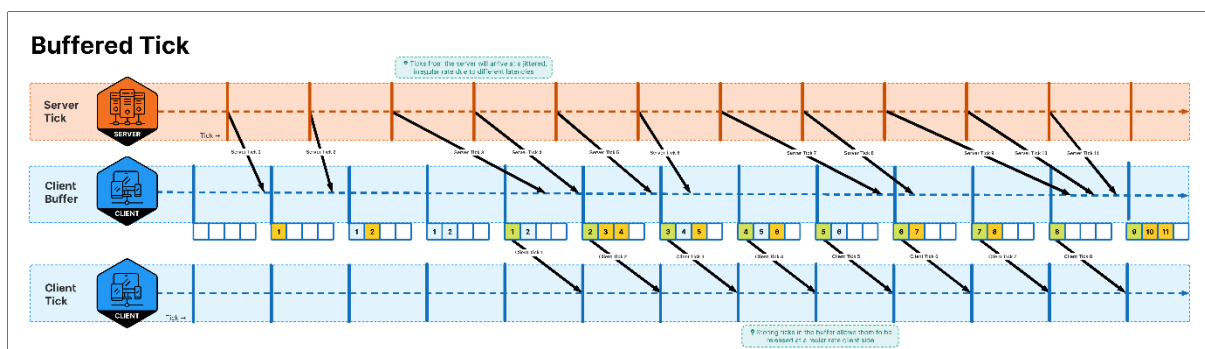 Buffered Tick
Ticks from the server will arrive at a jittered,
irregular rate due to different latencies
Server
Tick
SERVER
Tick →
Server Tick 1
Server Tick 2
Server Tick 3
Server Tick 4
Server Tick 5
Server Tick 6
Server Tick 7
Server Tick 8
Server Tick 9
Server Tick 10
Server Tick 11
Client
Buffer
CLIENT
1
1 2
1 2
1 2
2 3 4
3 4 5
4 5 6
5 6
6 7
7 8
8
9 10 11
Client Tick 1
Client Tick 2
Client Tick 3
Client Tick 4
Client Tick 5
Client Tick 6
Client Tick 7
Client Tick 8
Client
Tick
CLIENT
Tick →
Storing ticks in the buffer allows them to be
released at a regular rate client side